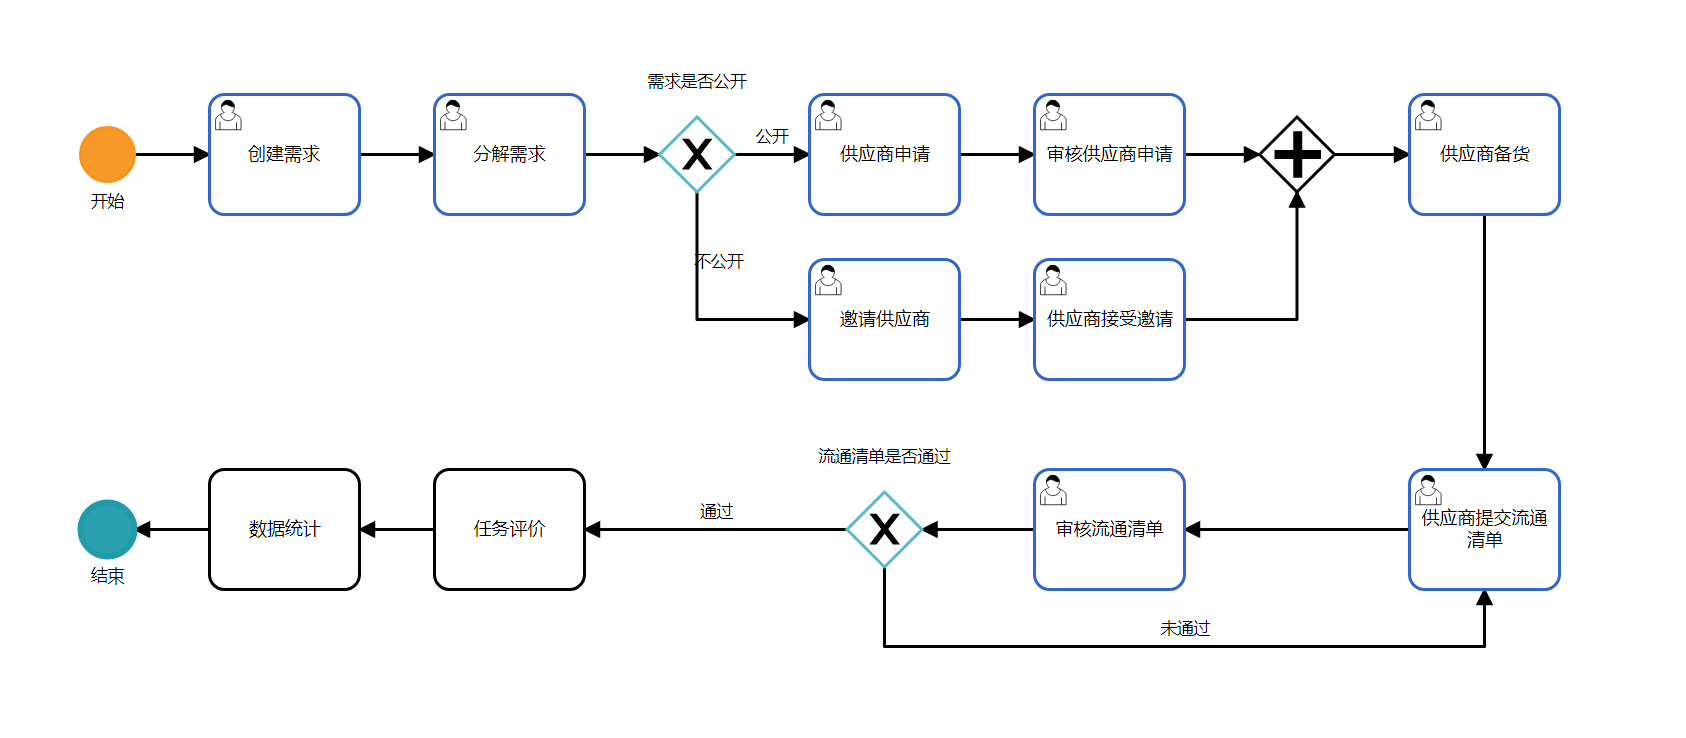 需求是否公开
开始
创建需求
分解需求
X
公开
供应商申请
审核供应商申请
供应商备货
不公开
邀请供应商
供应商接受邀请
流通清单是否通过
结束
数据统计
任务评价
通过
X
审核流通清单
供应商提交流通
清单
未通过